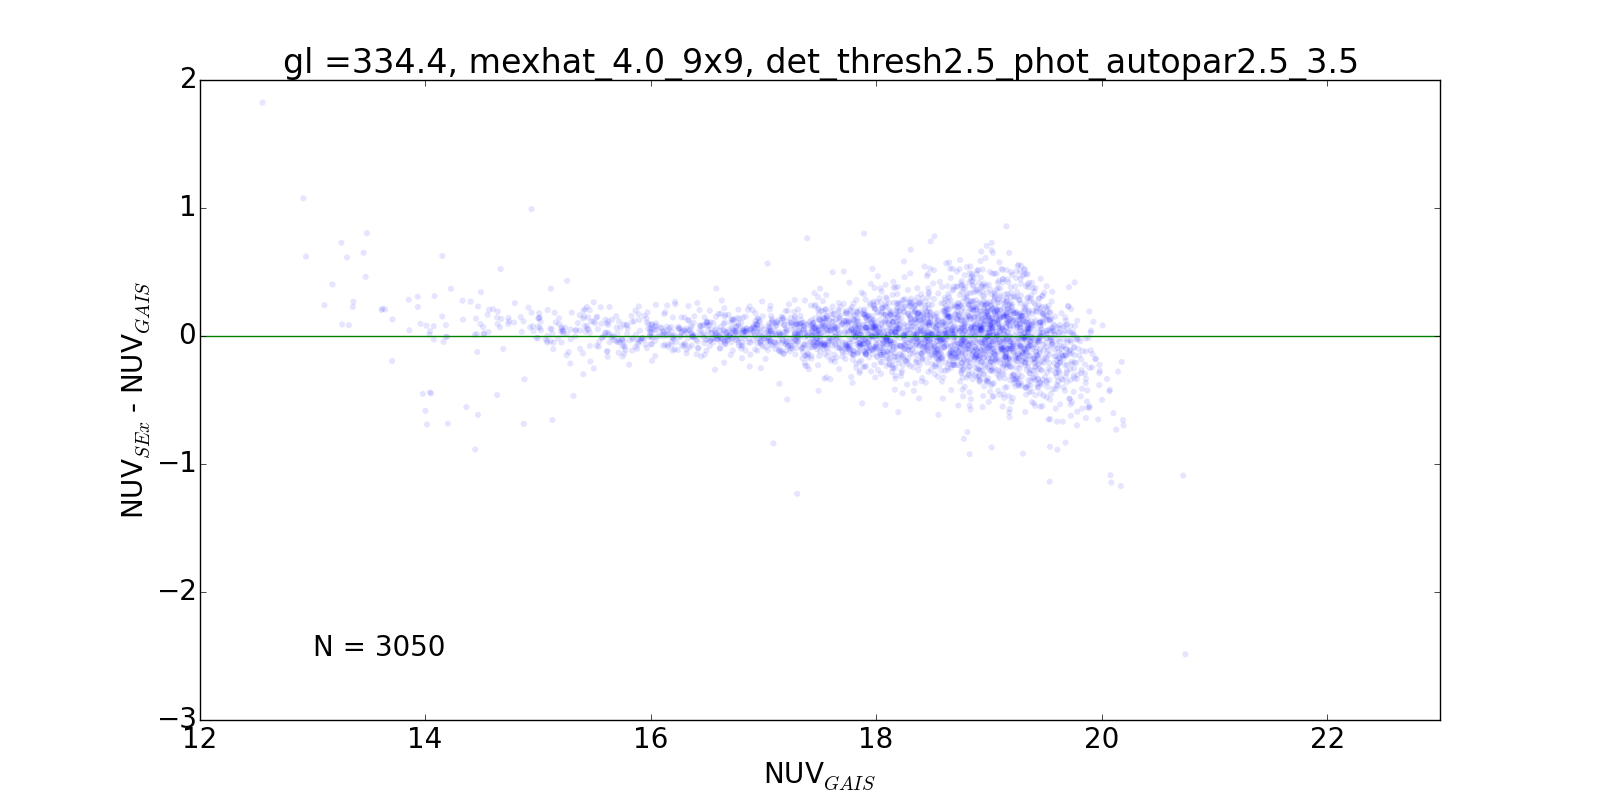 gl =334.4, mexhat_4.0_9x9, det_thresh2.5_phot_autopar2.5_3.5
2
1
0
−1
−2
−3
NUV_SEx - NUV_GAIS
N = 3050
12 14 16 18 20 22
NUV_GAIS